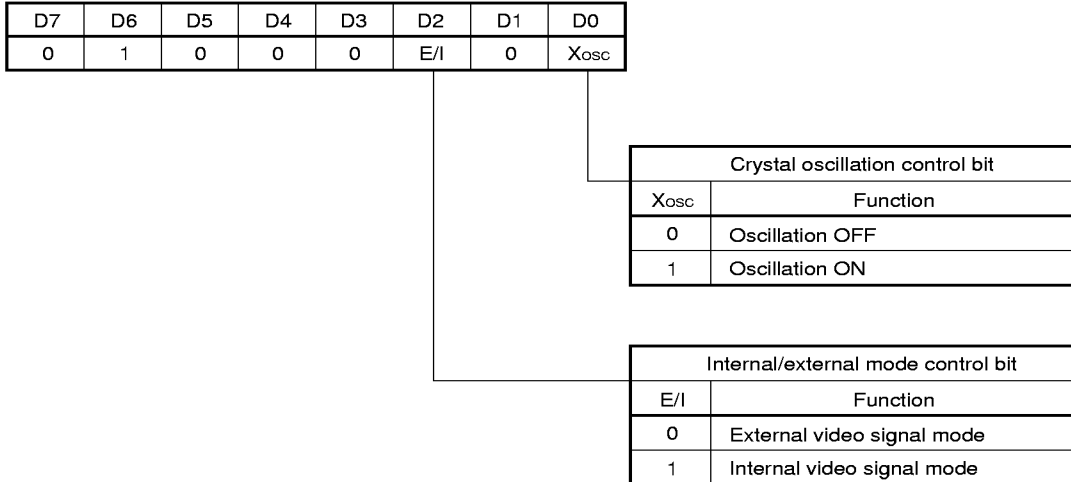 D7 D6 D5 D4 D3 D2 D1 D0
0 1 0 0 0 E/I 0 Xosc
Crystal oscillation control bit
Xosc Function
0 Oscillation OFF
1 Oscillation ON
Internal/external mode control bit
E/I Function
0 External video signal mode
1 Internal video signal mode